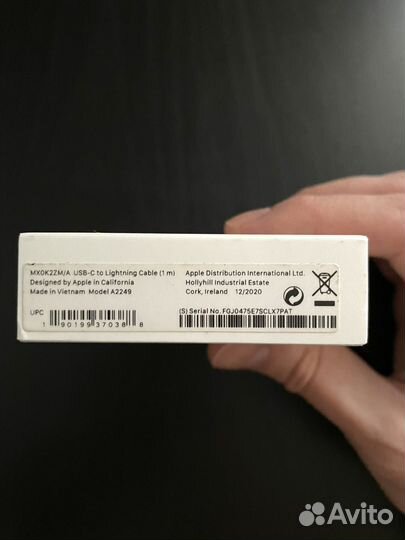 MX0K2ZM/A USB-C to Lightning Cable (1 m)
Designed by Apple in California
Made in Vietnam Model A2249
Apple Distribution International Ltd.
Hollyhill Industrial Estate
Cork, Ireland 12/2020
UPC
1 90199 37038 8
(S) Serial No. FGJ0475E7SCLX7PAT
Avito